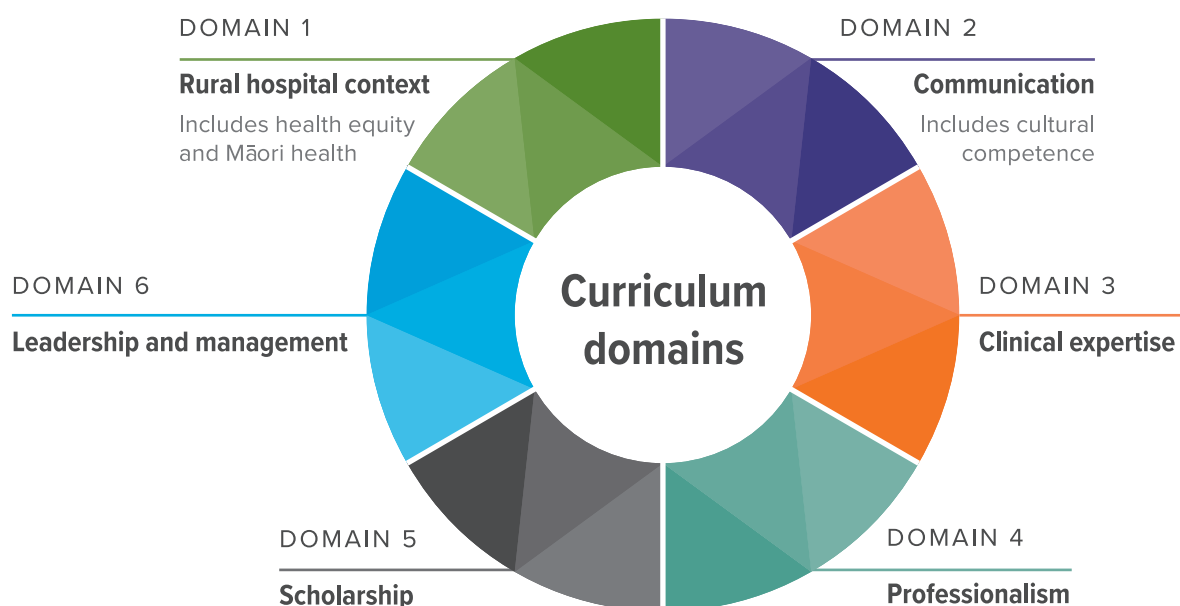 DOMAIN 1
Rural hospital context
Includes health equity
and Māori health
DOMAIN 2
Communication
Includes cultural
competence
DOMAIN 3
Clinical expertise
DOMAIN 4
Professionalism
DOMAIN 5
Scholarship
DOMAIN 6
Leadership and management
Curriculum
domains